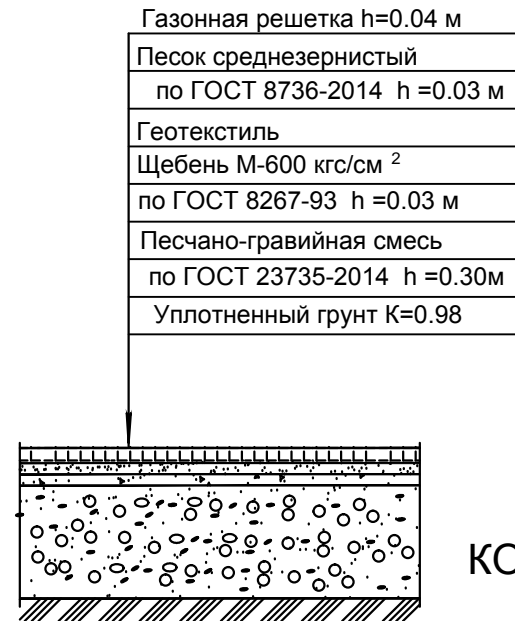 Газонная решетка h=0.04 м
Песок среднезернистый
по ГОСТ 8736-2014 h =0.03 м
Геотекстиль
Щебень М-600 кгс/см ²
по ГОСТ 8267-93 h =0.03 м
Песчано-гравийная смесь
по ГОСТ 23735-2014 h =0.30м
Уплотненный грунт К=0.98
КО